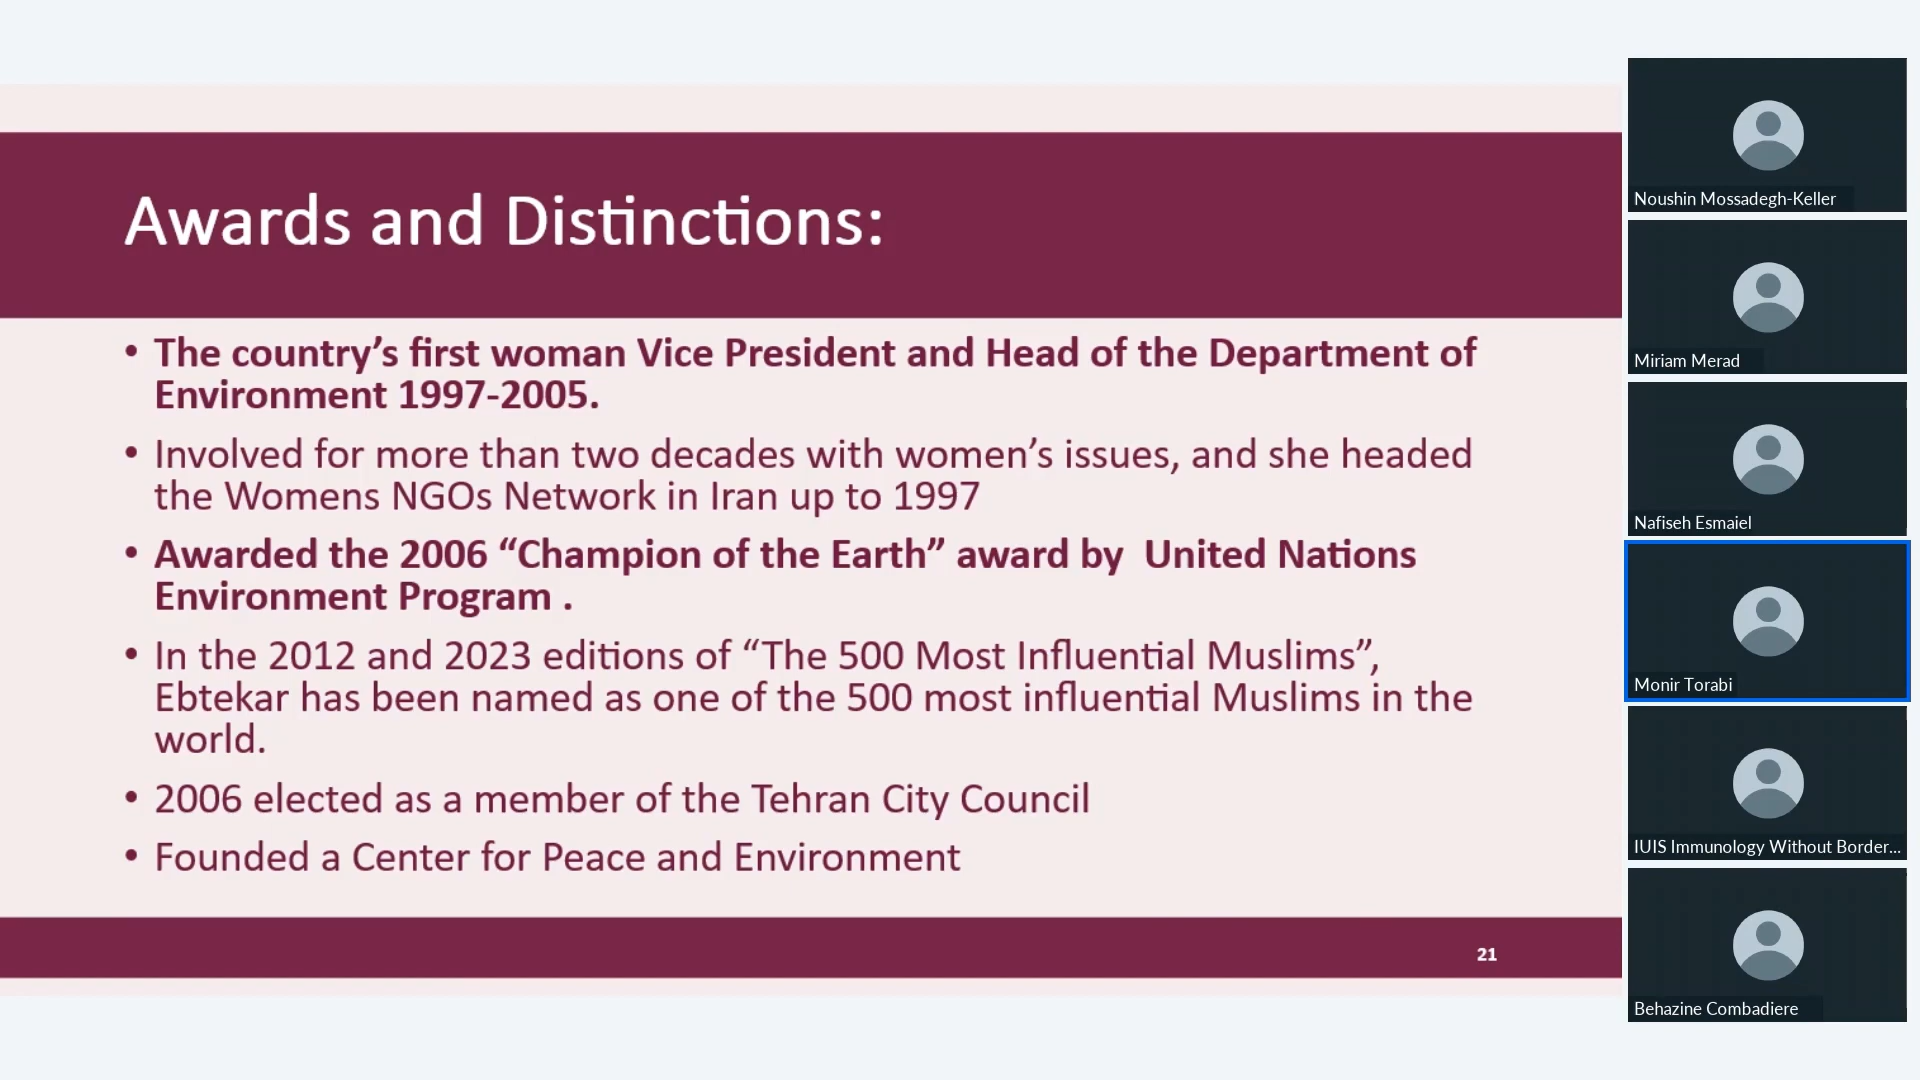 Awards and Distinctions:
• The country’s first woman Vice President and Head of the Department of
Environment 1997-2005.
• Involved for more than two decades with women’s issues, and she headed
the Womens NGOs Network in Iran up to 1997
• Awarded the 2006 “Champion of the Earth” award by  United Nations
Environment Program .
• In the 2012 and 2023 editions of “The 500 Most Influential Muslims”,
Ebtekar has been named as one of the 500 most influential Muslims in the
world.
• 2006 elected as a member of the Tehran City Council
• Founded a Center for Peace and Environment
21
Noushin Mossadegh-Keller
Miriam Merad
Nafiseh Esmaiel
Monir Torabi
IUIS Immunology Without Border...
Behazine Combadiere